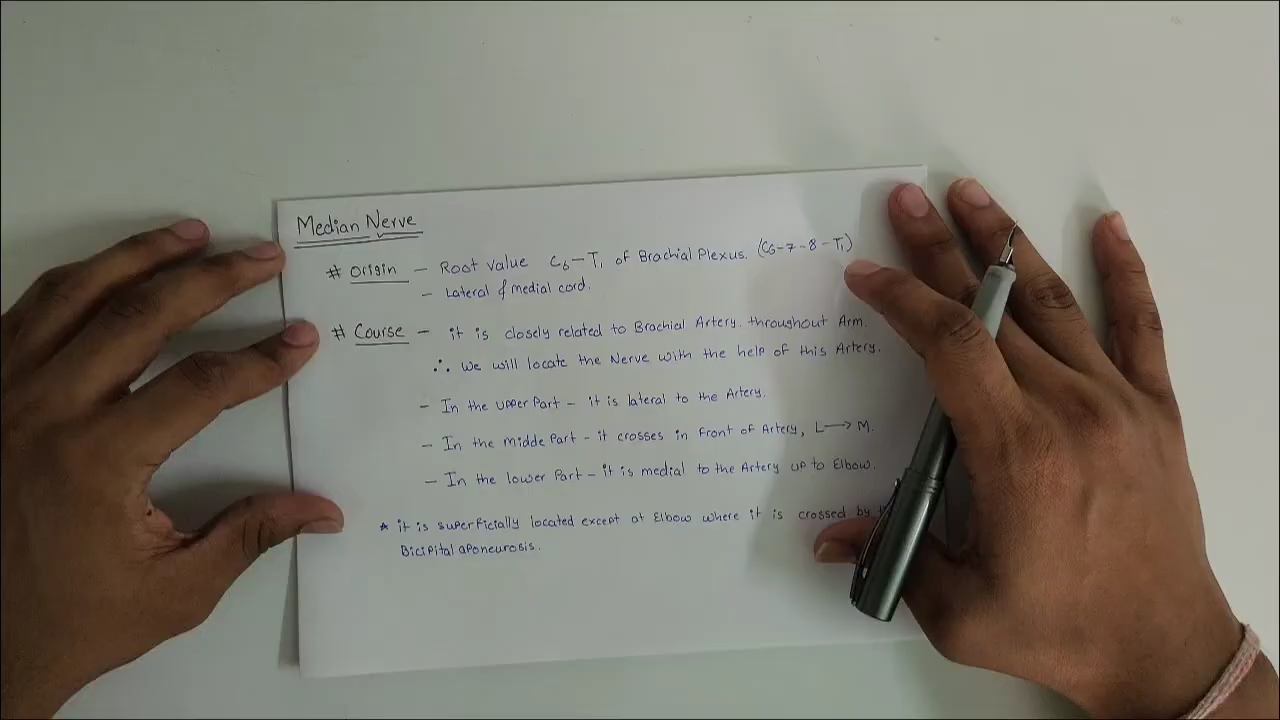 Median Nerve
# Origin - Root value C6-T1 of Brachial Plexus. (C6-7-8-T1)
- Lateral & medial cord.
# Course - it is closely related to Brachial Artery. throughout Arm.
∴ We will locate the Nerve with the help of this Artery.
- In the upper Part - it is lateral to the Artery.
- In the midde Part - it crosses in front of Artery, L⟶M.
- In the lower Part - it is medial to the Artery up to Elbow.
* it is superficially located except at Elbow where it is crossed by
Bicipital aponeurosis.